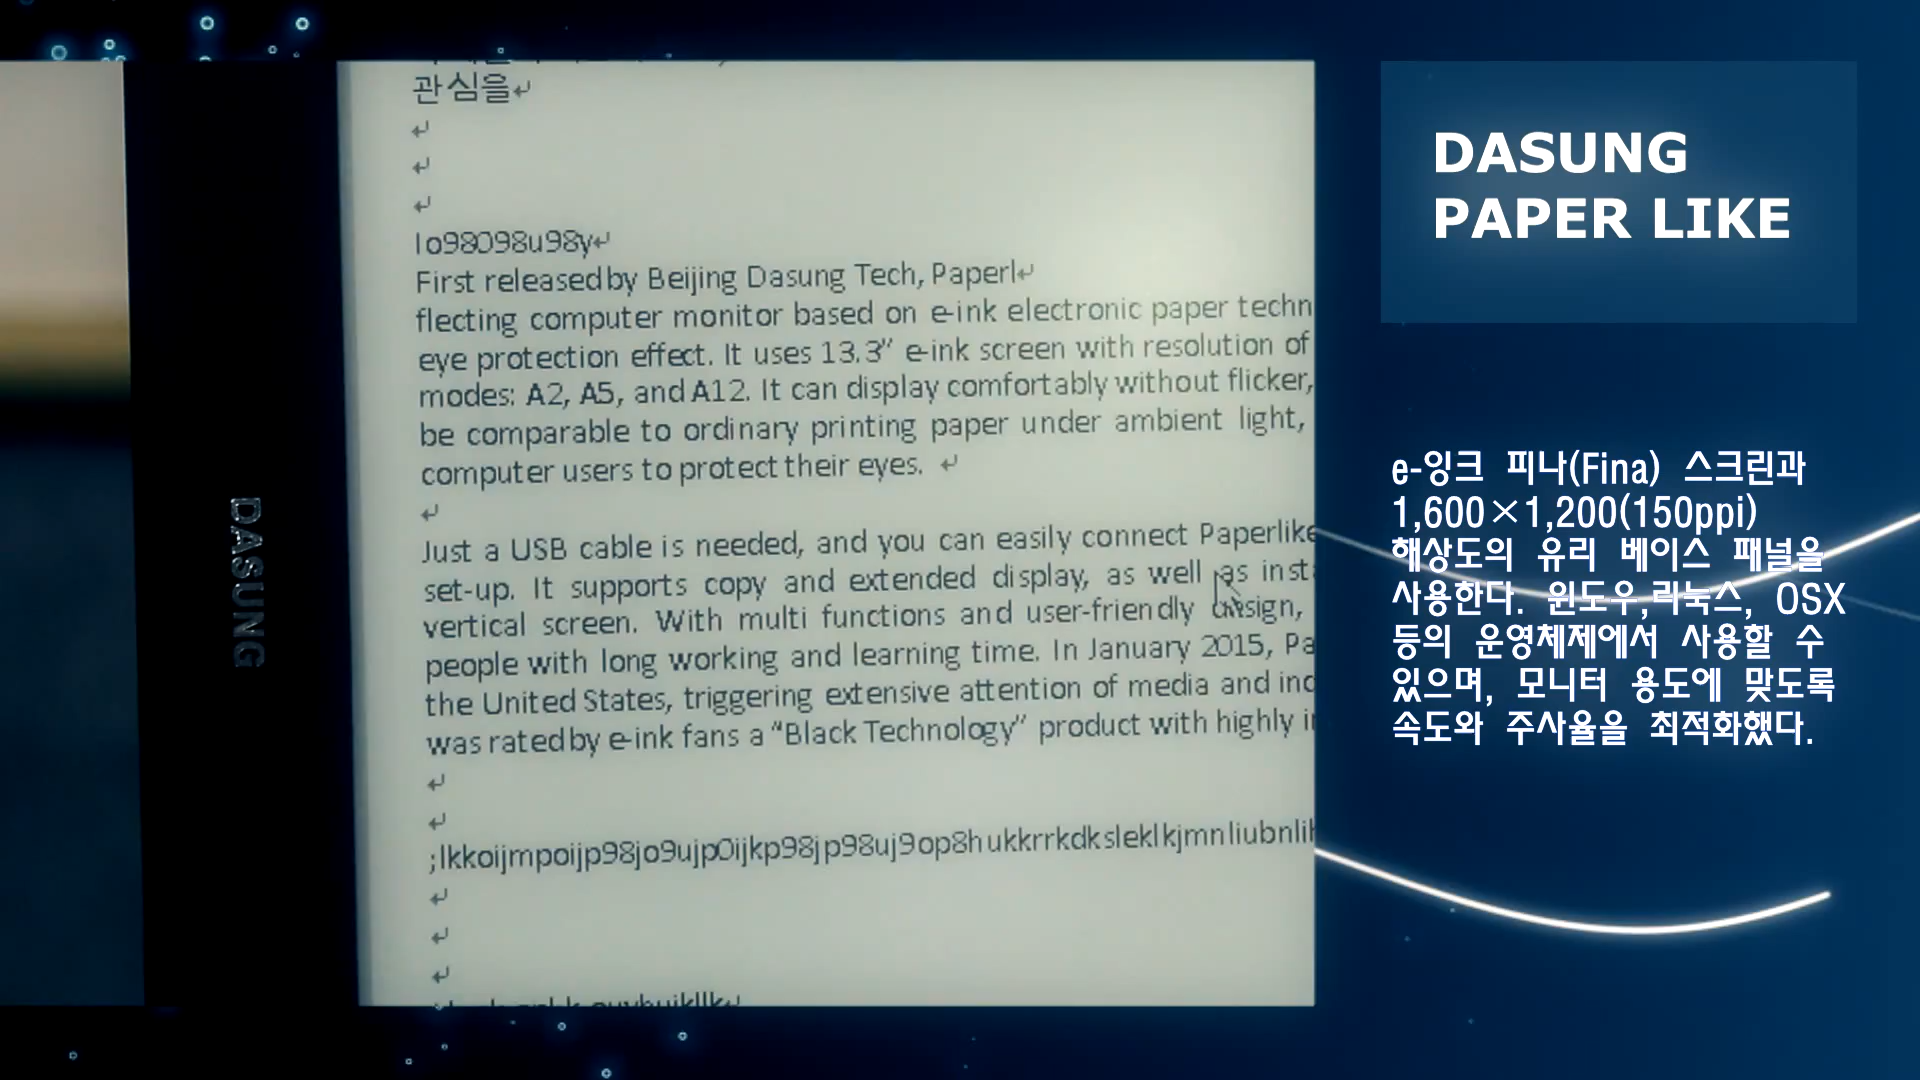 관심을
lo98098u98y
First released by Beijing Dasung Tech, Paperl
flecting computer monitor based on e-ink electronic paper techn
eye protection effect. It uses 13.3" e-ink screen with resolution of
modes: A2, A5, and A12. It can display comfortably without flicker,
be comparable to ordinary printing paper under ambient light,
computer users to protect their eyes.
Just a USB cable is needed, and you can easily connect Paperlike
set-up. It supports copy and extended display, as well as inst
vertical screen. With multi functions and user-friendly design,
people with long working and learning time. In January 2015, Pa
the United States, triggering extensive attention of media and ind
was rated by e-ink fans a “Black Technology” product with highly i
DASUNG
DASUNG
PAPER LIKE
e-잉크 피나(Fina) 스크린과
1,600×1,200(150ppi)
해상도의 유리 베이스 패널을
사용한다. 윈도우,리눅스, OSX
등의 운영체제에서 사용할 수
있으며, 모니터 용도에 맞도록
속도와 주사율을 최적화했다.